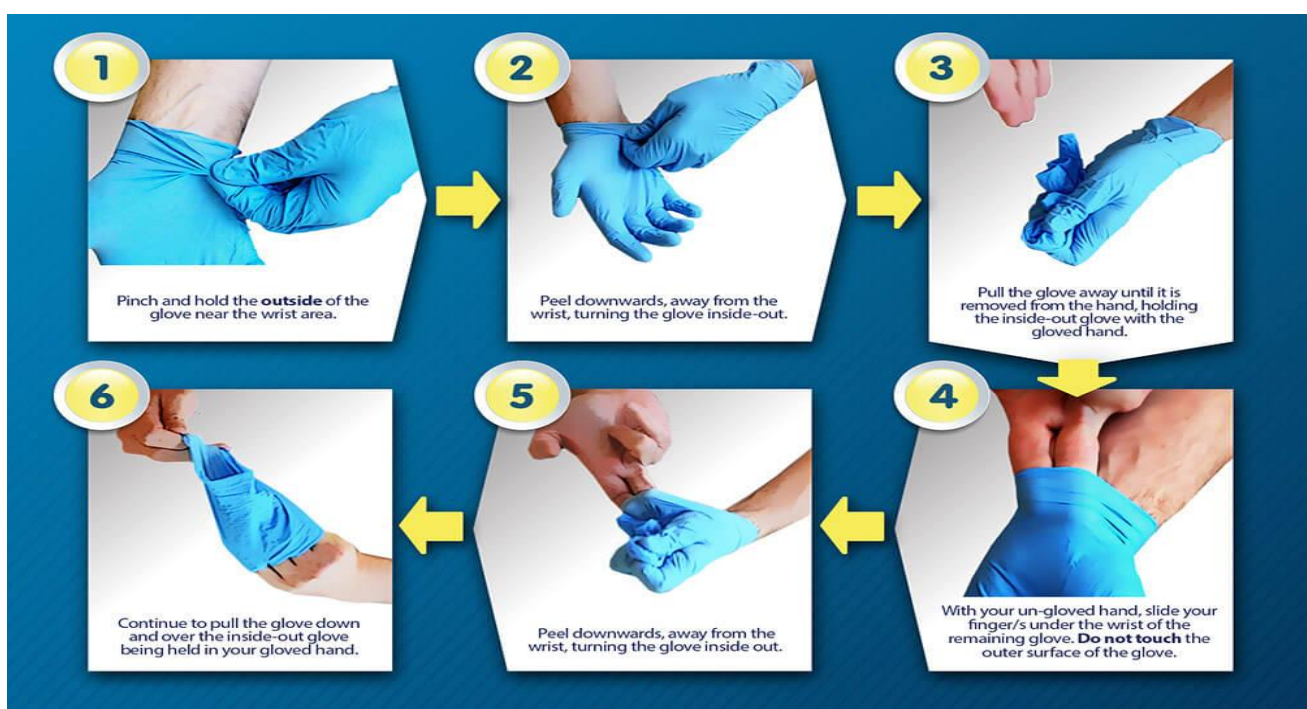 1
Pinch and hold the outside of the
glove near the wrist area.
2
Peel downwards, away from the
wrist, turning the glove inside-out.
3
Pull the glove away until it is
removed from the hand, holding
the inside-out glove with the
gloved hand.
4
With your un-gloved hand, slide your
finger/s under the wrist of the
remaining glove. Do not touch the
outer surface of the glove.
5
Peel downwards, away from the
wrist, turning the glove inside out.
6
Continue to pull the glove down
and over the inside-out glove
being held in your gloved hand.